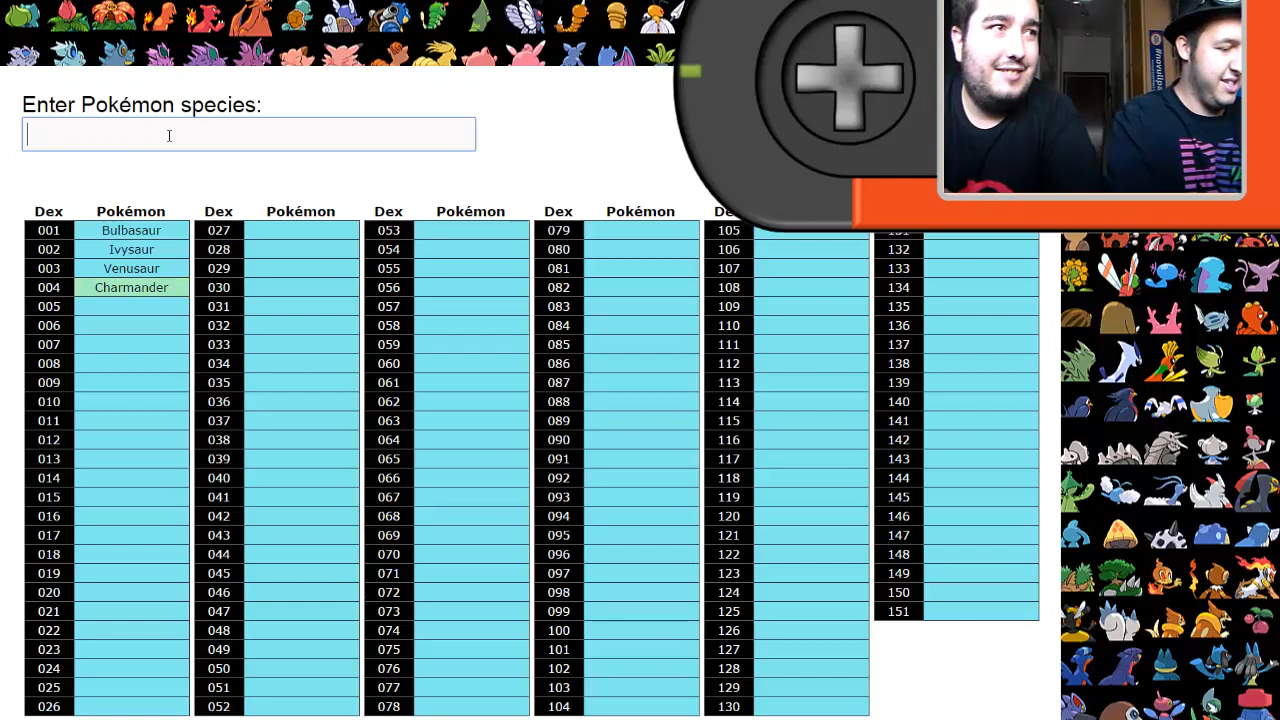 Enter Pokémon species:
#novullpa
Dex Pokémon Dex Pokémon Dex Pokémon Dex Pokémon De
001 Bulbasaur 027 053 079 105 131
002 Ivysaur 028 054 080 106 132
003 Venusaur 029 055 081 107 133
004 Charmander 030 056 082 108 134
005 031 057 083 109 135
006 032 058 084 110 136
007 033 059 085 111 137
008 034 060 086 112 138
009 035 061 087 113 139
010 036 062 088 114 140
011 037 063 089 115 141
012 038 064 090 116 142
013 039 065 091 117 143
014 040 066 092 118 144
015 041 067 093 119 145
016 042 068 094 120 146
017 043 069 095 121 147
018 044 070 096 122 148
019 045 071 097 123 149
020 046 072 098 124 150
021 047 073 099 125 151
022 048 074 100 126
023 049 075 101 127
024 050 076 102 128
025 051 077 103 129
026 052 078 104 130